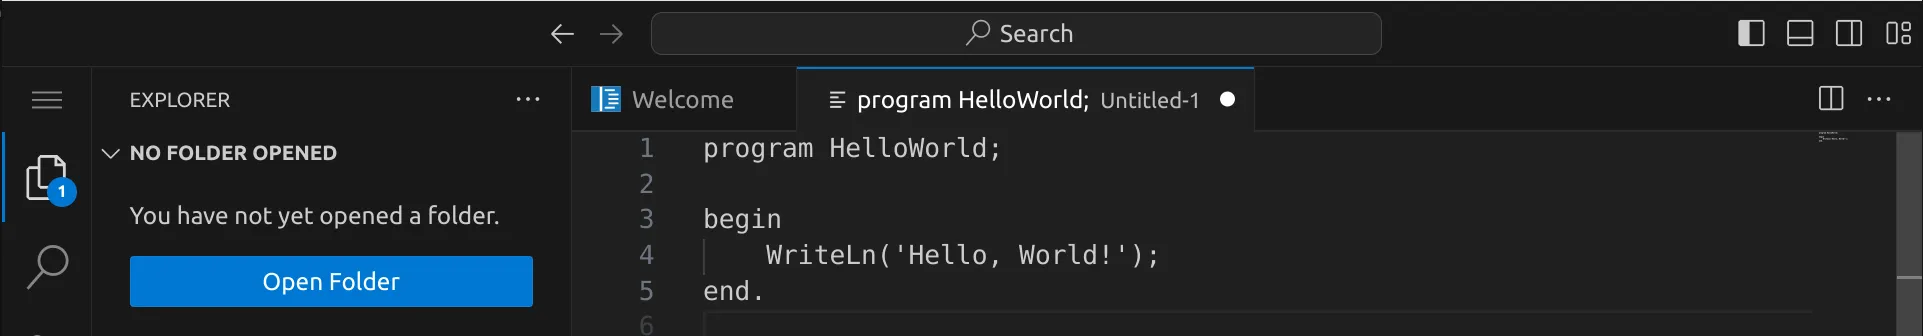 Search
EXPLORER
Welcome
program HelloWorld; Untitled-1
NO FOLDER OPENED
1
You have not yet opened a folder.
Open Folder
1 program HelloWorld;
2
3 begin
4 WriteLn('Hello, World!');
5 end.
6